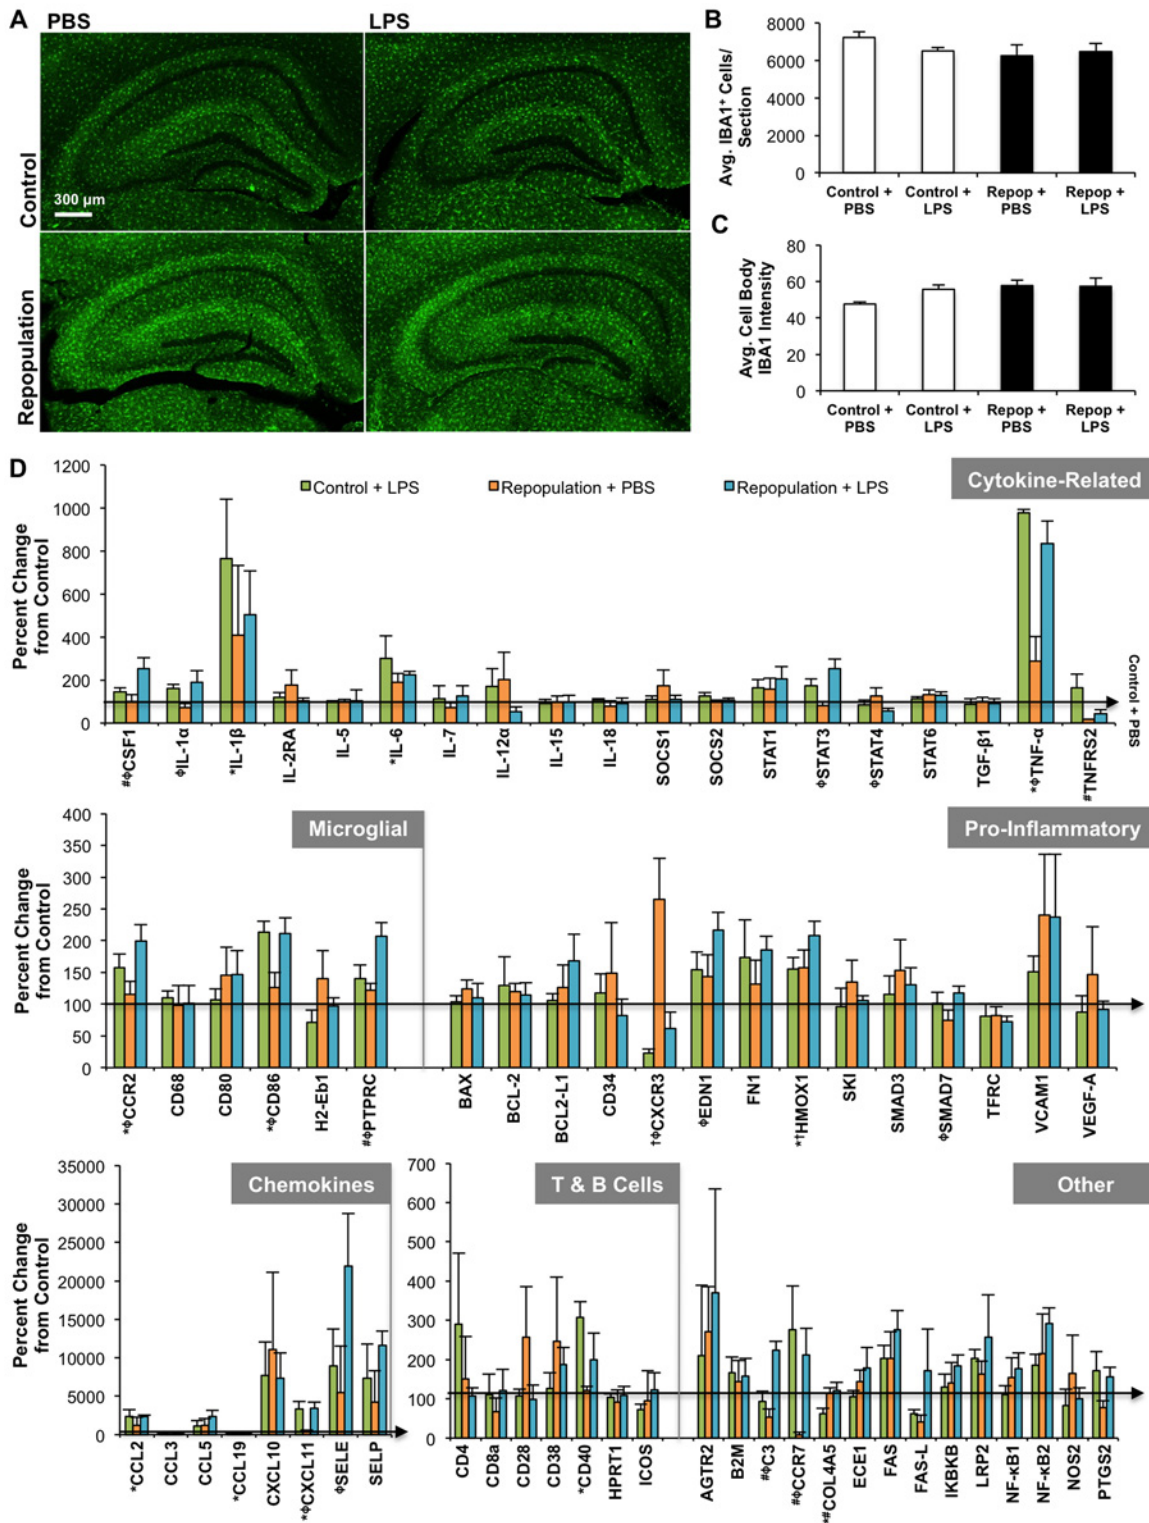 A
PBS
LPS
Control
300 µm
Repopulation
B
8000
6000
4000
2000
0
Avg. IBA1⁺ Cells/
Section
Control +
PBS
Control +
LPS
Repop +
PBS
Repop +
LPS
C
80
60
40
20
0
Avg. Cell Body
IBA1 Intensity
Control +
PBS
Control +
LPS
Repop +
PBS
Repop +
LPS
D
Percent Change
from Control
1200
1000
800
600
400
200
0
Control + LPS
Repopulation + PBS
Repopulation + LPS
Cytokine-Related
Control + PBS
#ΦCSF1
ΦIL-1α
*IL-1β
IL-2RA
IL-5
*IL-6
IL-7
IL-12α
IL-15
IL-18
SOCS1
SOCS2
STAT1
ΦSTAT3
ΦSTAT4
STAT6
TGF-β1
*ΦTNF-α
#TNFRS2
Percent Change
from Control
400
350
300
250
200
150
100
50
0
Microglial
Pro-Inflammatory
*ΦCCR2
CD68
CD80
*ΦCD86
H2-Eb1
#ΦPTPRC
BAX
BCL-2
BCL2-L1
CD34
†ΦCXCR3
ΦEDN1
FN1
*†HMOX1
SKI
SMAD3
ΦSMAD7
TFRC
VCAM1
VEGF-A
Percent Change
from Control
35000
30000
25000
20000
15000
10000
5000
0
Chemokines
*CCL2
CCL3
CCL5
*CCL19
CXCL10
*ΦCXCL11
ΦSELE
SELP
700
600
500
400
300
200
100
0
T & B Cells
Other
CD4
CD8a
CD28
CD38
*CD40
HPRT1
ICOS
AGTR2
B2M
#ΦC3
#ΦCCR7
*#COL4A5
ECE1
FAS
FAS-L
IKBKB
LRP2
NF-κB1
NF-κB2
NOS2
PTGS2